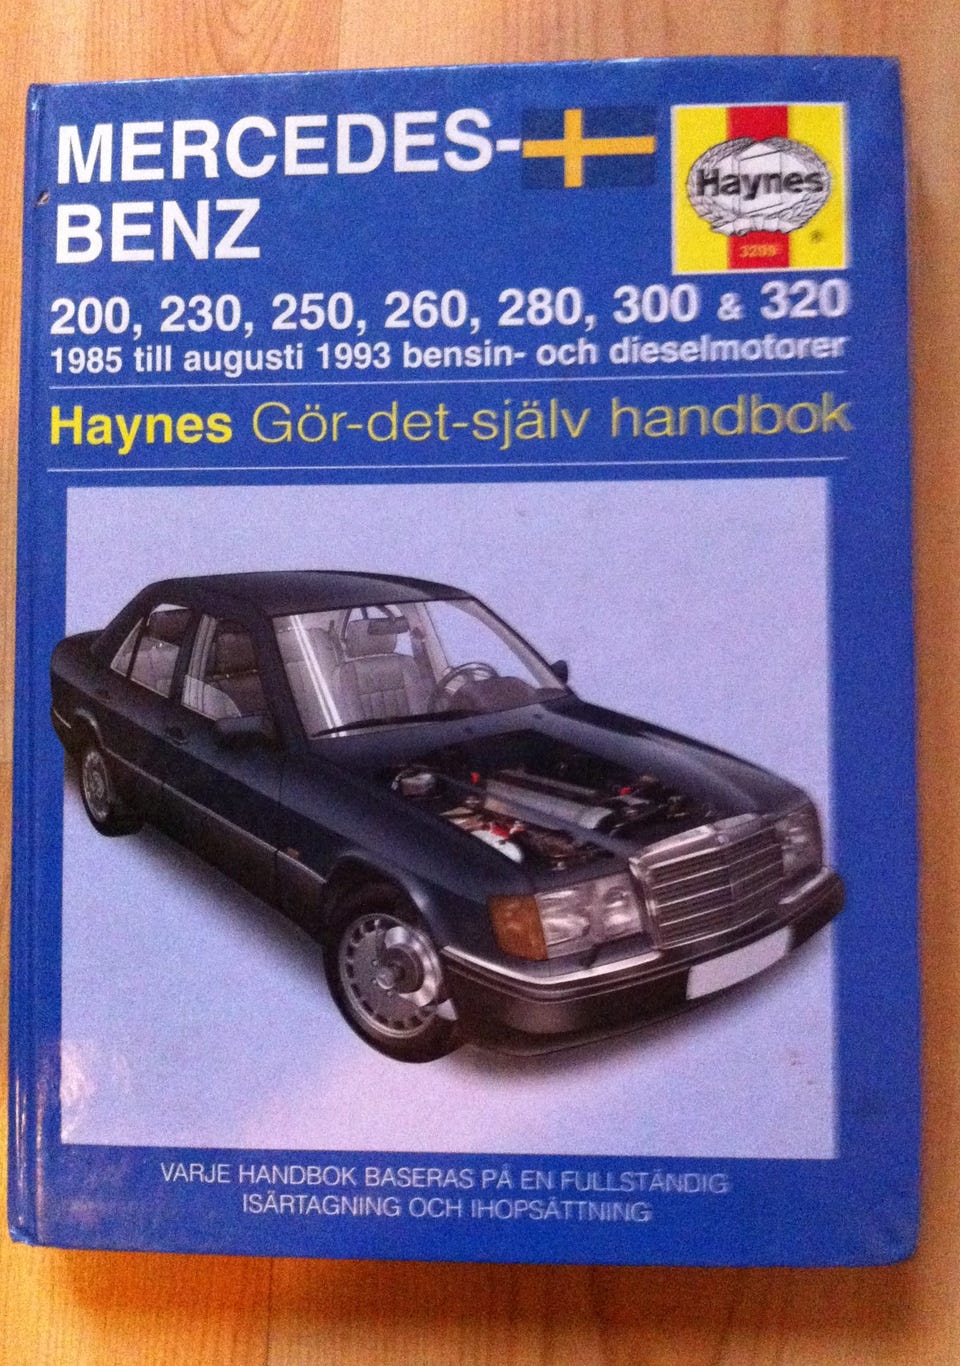 MERCEDES-
BENZ
Haynes
®
200, 230, 250, 260, 280, 300 & 320
1985 till augusti 1993 bensin- och dieselmotorer
Haynes Gör-det-själv handbok
VARJE HANDBOK BASERAS PÅ EN FULLSTÄNDIG
ISÄRTAGNING OCH IHOPSÄTTNING